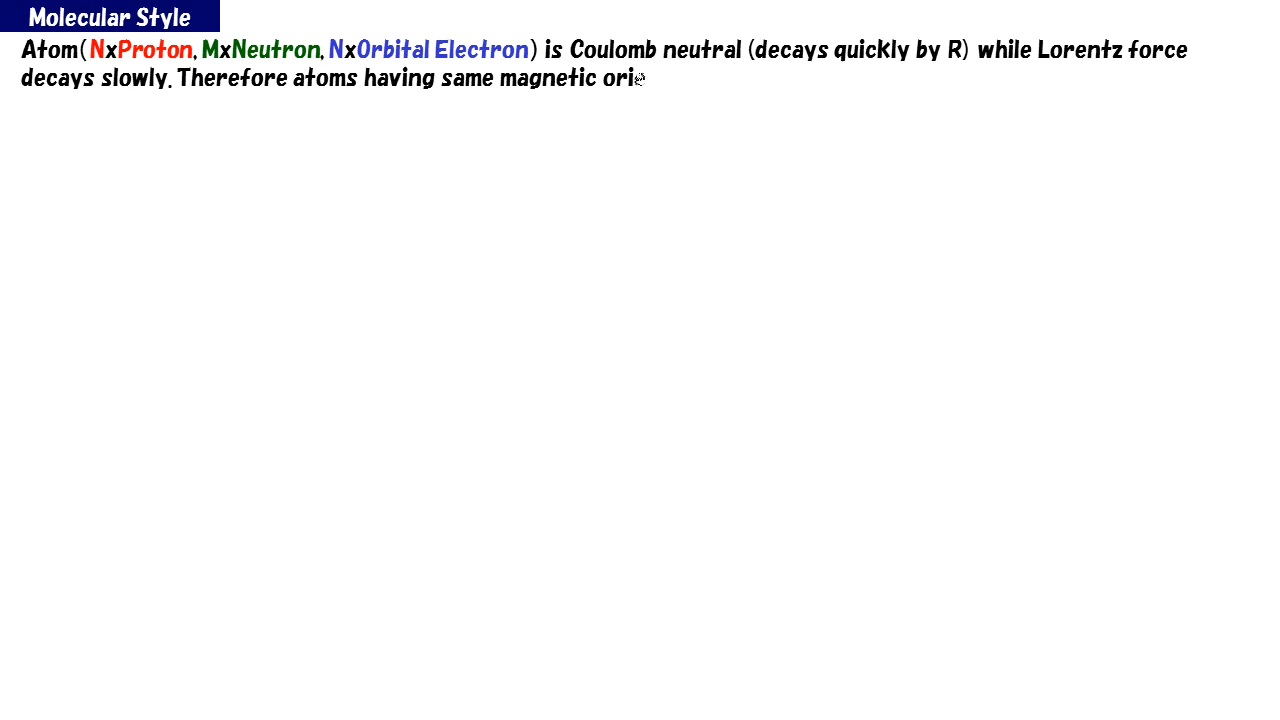 Molecular Style
Atom( NxProton, MxNeutron, NxOrbital Electron) is Coulomb neutral (decays quickly by R) while Lorentz force
decays slowly. Therefore atoms having same magnetic ori